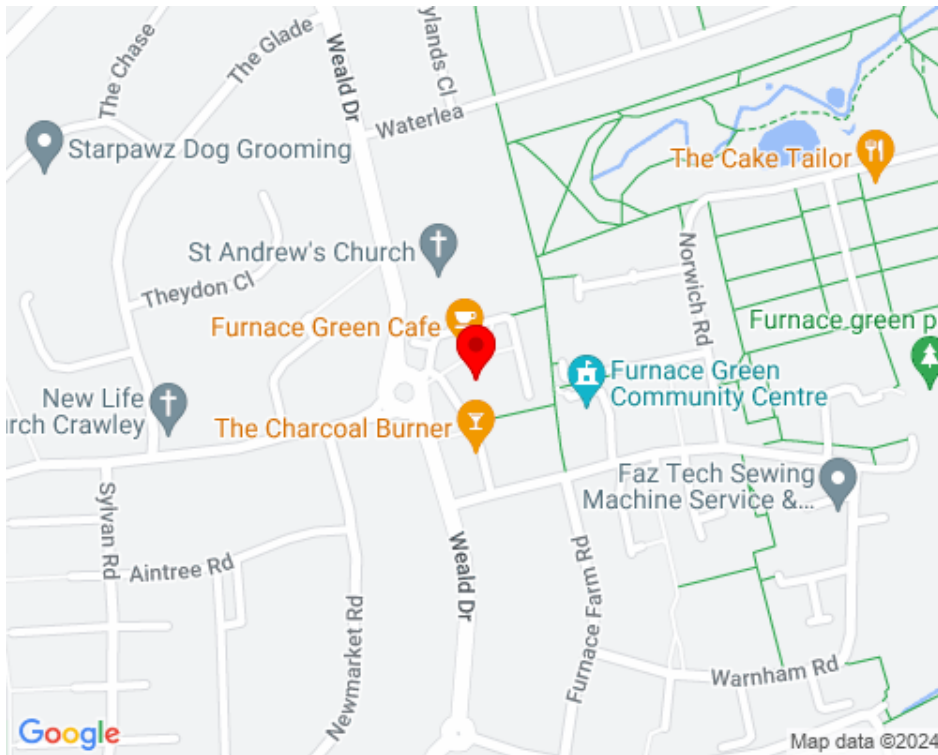 The Chase
The Glade
Weald Dr
ylands Cl
Waterlea
Starpawz Dog Grooming
The Cake Tailor
St Andrew's Church
Norwich Rd
Theydon Cl
Furnace Green Cafe
Furnace green p
New Life
urch Crawley
Furnace Green
Community Centre
The Charcoal Burner
Faz Tech Sewing
Machine Service &...
Sylvan Rd
Aintree Rd
Weald Dr
Newmarket Rd
Furnace Farm Rd
Warnham Rd
Google
Map data ©2024